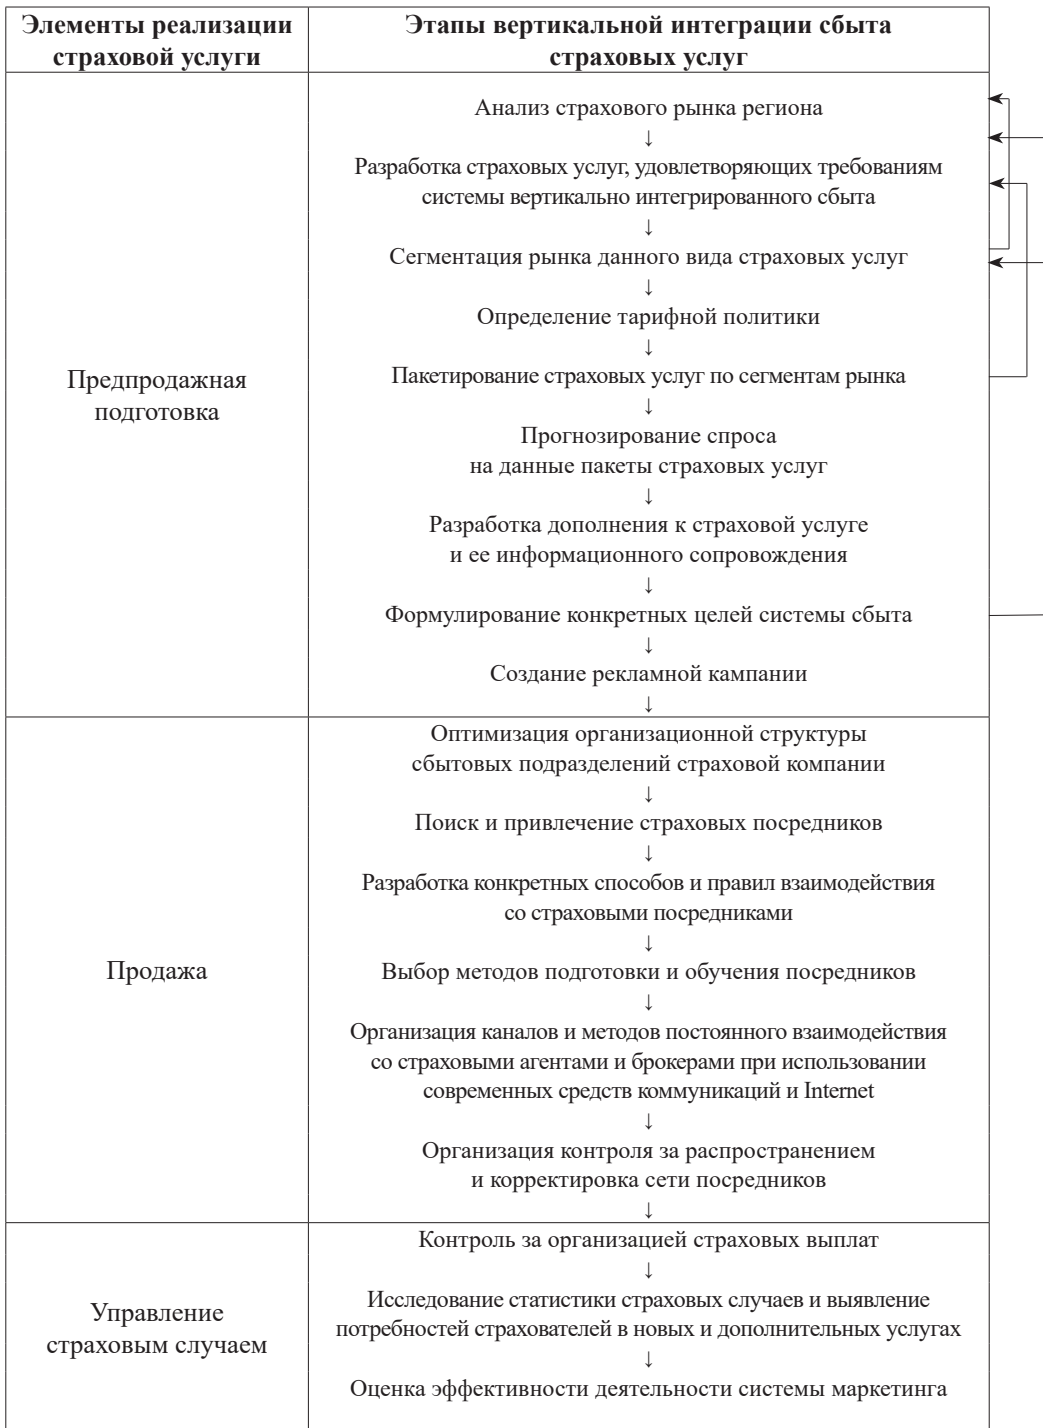 Элементы реализации
страховой услуги
Этапы вертикальной интеграции сбыта
страховых услуг
Предпродажная
подготовка
Анализ страхового рынка региона
↓
Разработка страховых услуг, удовлетворяющих требованиям
системы вертикально интегрированного сбыта
↓
Сегментация рынка данного вида страховых услуг
↓
Определение тарифной политики
↓
Пакетирование страховых услуг по сегментам рынка
↓
Прогнозирование спроса
на данные пакеты страховых услуг
↓
Разработка дополнения к страховой услуге
и ее информационного сопровождения
↓
Формулирование конкретных целей системы сбыта
↓
Создание рекламной кампании
↓
Продажа
Оптимизация организационной структуры
сбытовых подразделений страховой компании
↓
Поиск и привлечение страховых посредников
↓
Разработка конкретных способов и правил взаимодействия
со страховыми посредниками
↓
Выбор методов подготовки и обучения посредников
↓
Организация каналов и методов постоянного взаимодействия
со страховыми агентами и брокерами при использовании
современных средств коммуникаций и Internet
↓
Организация контроля за распространением
и корректировка сети посредников
↓
Управление
страховым случаем
Контроль за организацией страховых выплат
↓
Исследование статистики страховых случаев и выявление
потребностей страхователей в новых и дополнительных услугах
↓
Оценка эффективности деятельности системы маркетинга